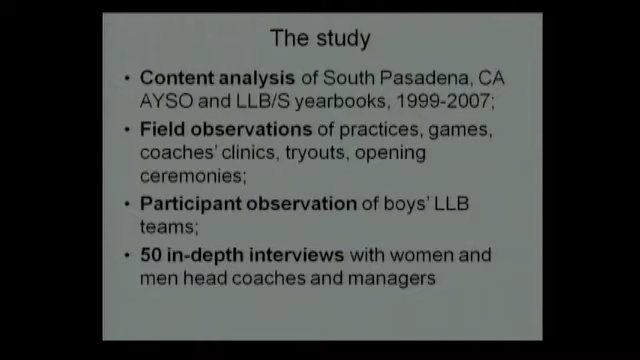 The study
• Content analysis of South Pasadena, CA
AYSO and LLB/S yearbooks, 1999-2007;
• Field observations of practices, games,
coaches' clinics, tryouts, opening
ceremonies;
• Participant observation of boys' LLB
teams;
• 50 in-depth interviews with women and
men head coaches and managers